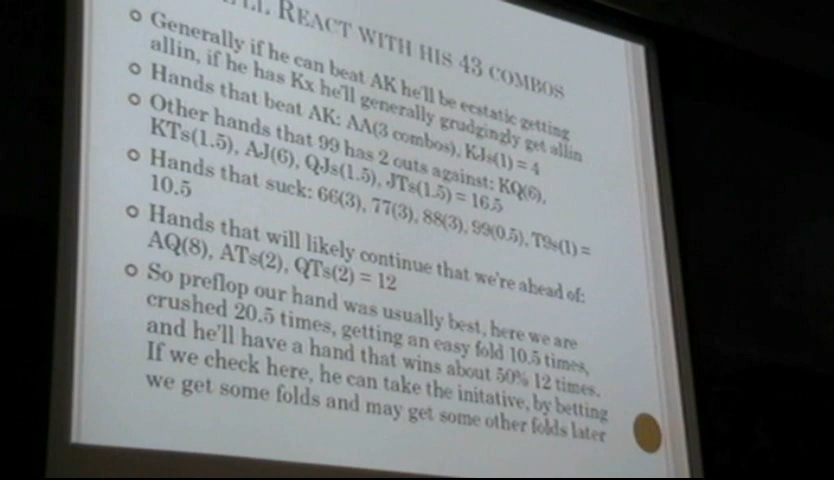 REACT WITH HIS 43 COMBOS
Generally if he can beat AK he'll be ecstatic getting
allin, if he has Kx he'll generally grudgingly get allin
Hands that beat AK: AA(3 combos), KJs(1) = 4
Other hands that 99 has 2 outs against: KQ(6),
KTs(1.5), AJ(6), QJs(1.5), JTs(1.5) = 16.5
Hands that suck: 66(3), 77(3), 88(3), 99(0.5), T9s(1) =
10.5
Hands that will likely continue that we're ahead of:
AQ(8), ATs(2), QTs(2) = 12
So preflop our hand was usually best, here we are
crushed 20.5 times, getting an easy fold 10.5 times,
and he'll have a hand that wins about 50% 12 times.
If we check here, he can take the initative, by betting
we get some folds and may get some other folds later